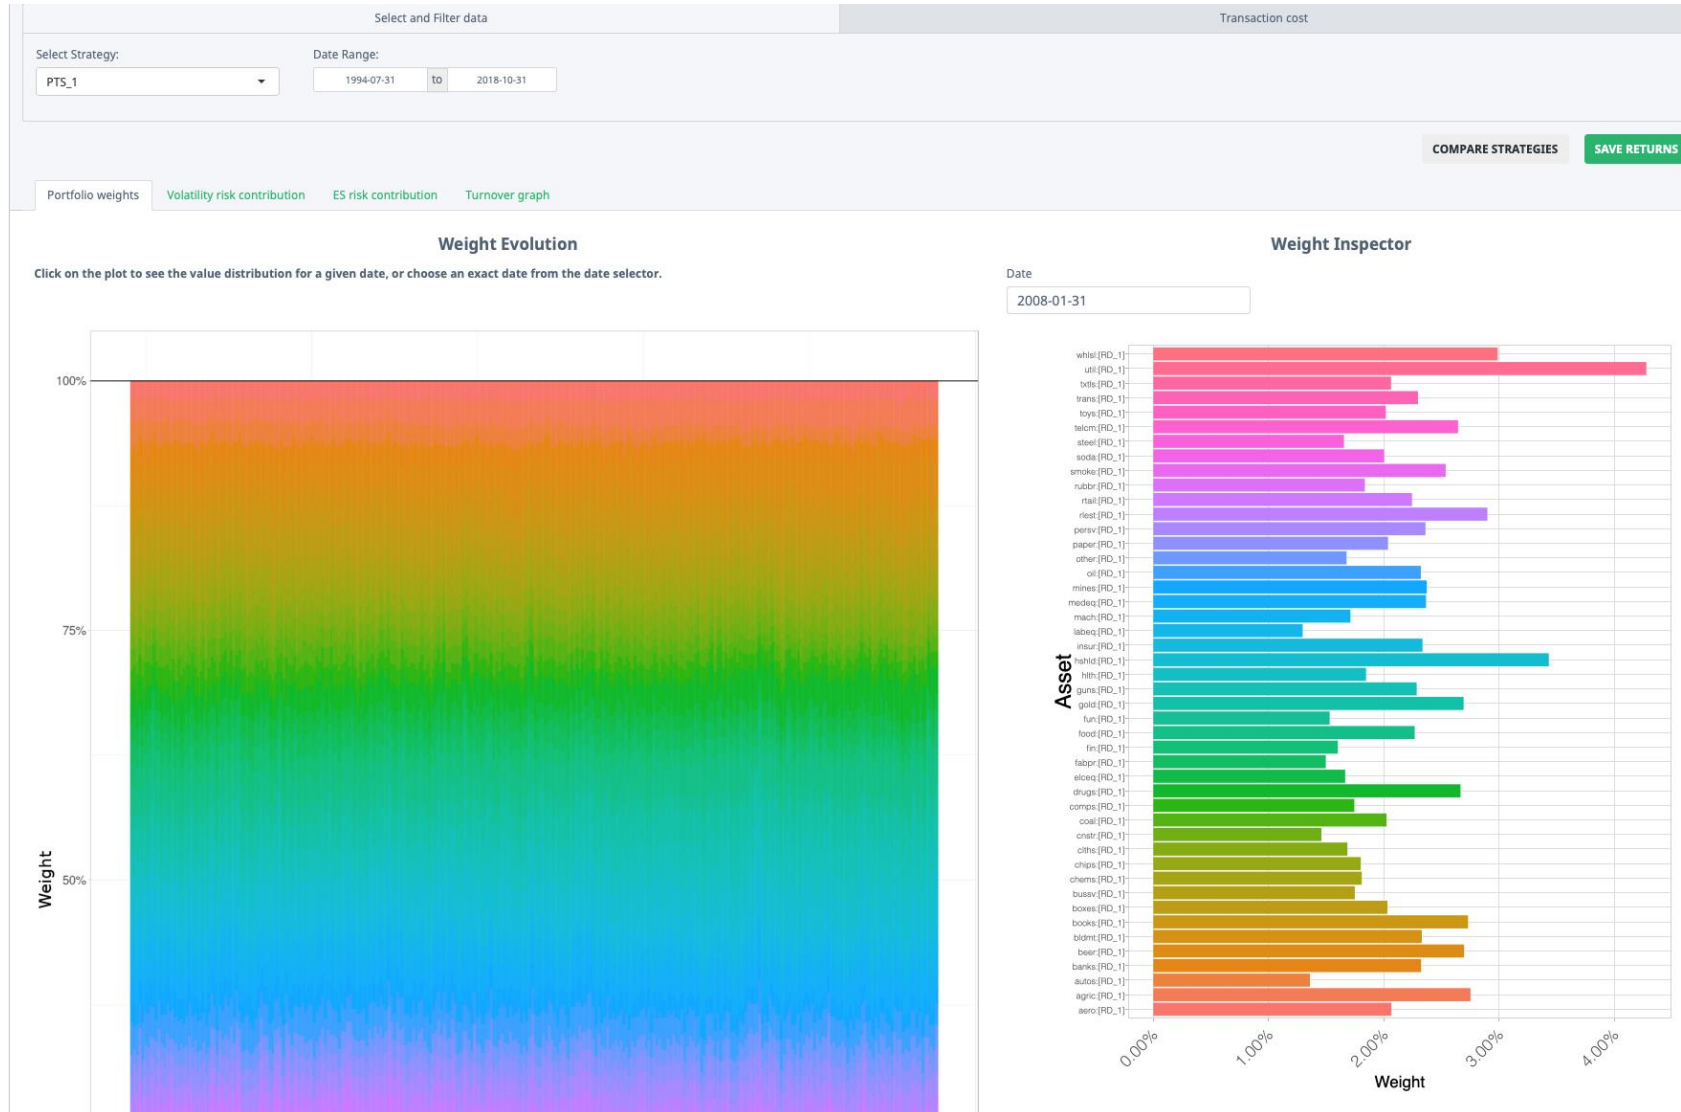 Select and Filter data
Transaction cost
Select Strategy:
Date Range:
PTS_1
1994-07-31 to 2018-10-31
COMPARE STRATEGIES
SAVE RETURNS
Portfolio weights
Volatility risk contribution
ES risk contribution
Turnover graph
Weight Evolution
Click on the plot to see the value distribution for a given date, or choose an exact date from the date selector.
100%
75%
50%
Weight
Weight Inspector
Date
2008-01-31
whlsl:[RD_1]
util:[RD_1]
txtls:[RD_1]
trans:[RD_1]
toys:[RD_1]
telcm:[RD_1]
steel:[RD_1]
soda:[RD_1]
smoke:[RD_1]
rubbr:[RD_1]
rtail:[RD_1]
rlest:[RD_1]
persv:[RD_1]
paper:[RD_1]
other:[RD_1]
oil:[RD_1]
mines:[RD_1]
medeq:[RD_1]
mach:[RD_1]
labeq:[RD_1]
insur:[RD_1]
hshld:[RD_1]
hlth:[RD_1]
guns:[RD_1]
gold:[RD_1]
fun:[RD_1]
food:[RD_1]
fin:[RD_1]
fabpr:[RD_1]
elceq:[RD_1]
drugs:[RD_1]
comps:[RD_1]
coal:[RD_1]
cnstr:[RD_1]
clths:[RD_1]
chips:[RD_1]
chems:[RD_1]
bussv:[RD_1]
boxes:[RD_1]
books:[RD_1]
bldmt:[RD_1]
beer:[RD_1]
banks:[RD_1]
autos:[RD_1]
agric:[RD_1]
aero:[RD_1]
Asset
0.00%
1.00%
2.00%
3.00%
4.00%
Weight